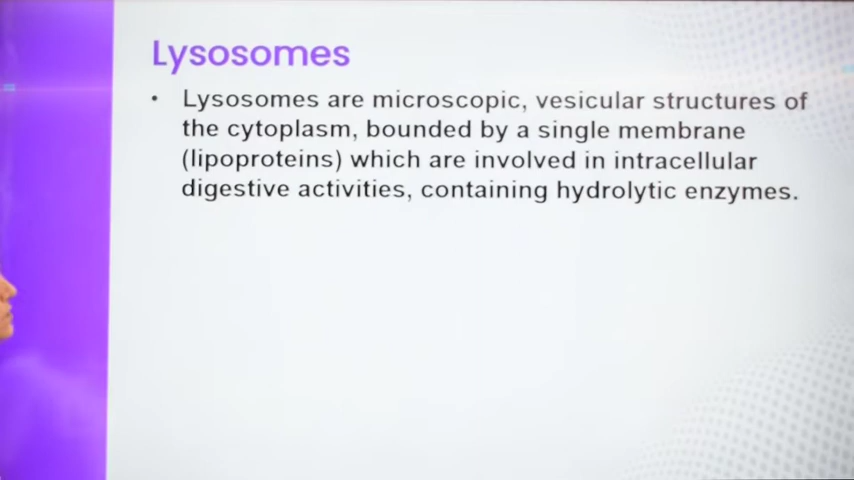 Lysosomes
• Lysosomes are microscopic, vesicular structures of
the cytoplasm, bounded by a single membrane
(lipoproteins) which are involved in intracellular
digestive activities, containing hydrolytic enzymes.